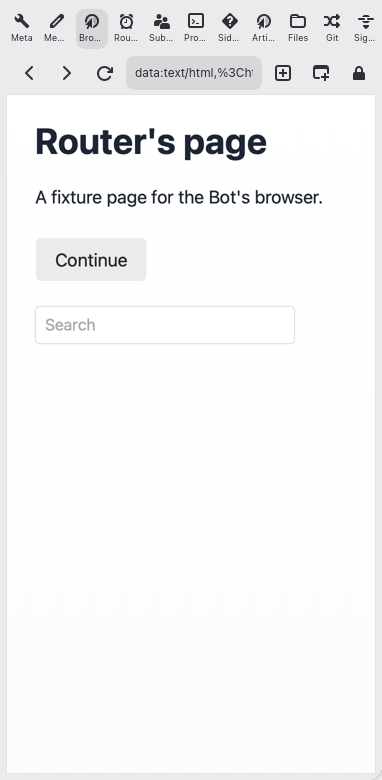 Meta
Me...
Bro...
Rou...
Sub...
Pro...
Sid...
Arti...
Files
Git
Sig...
data:text/html,%3Ch
Router's page
A fixture page for the Bot's browser.
Continue
Search